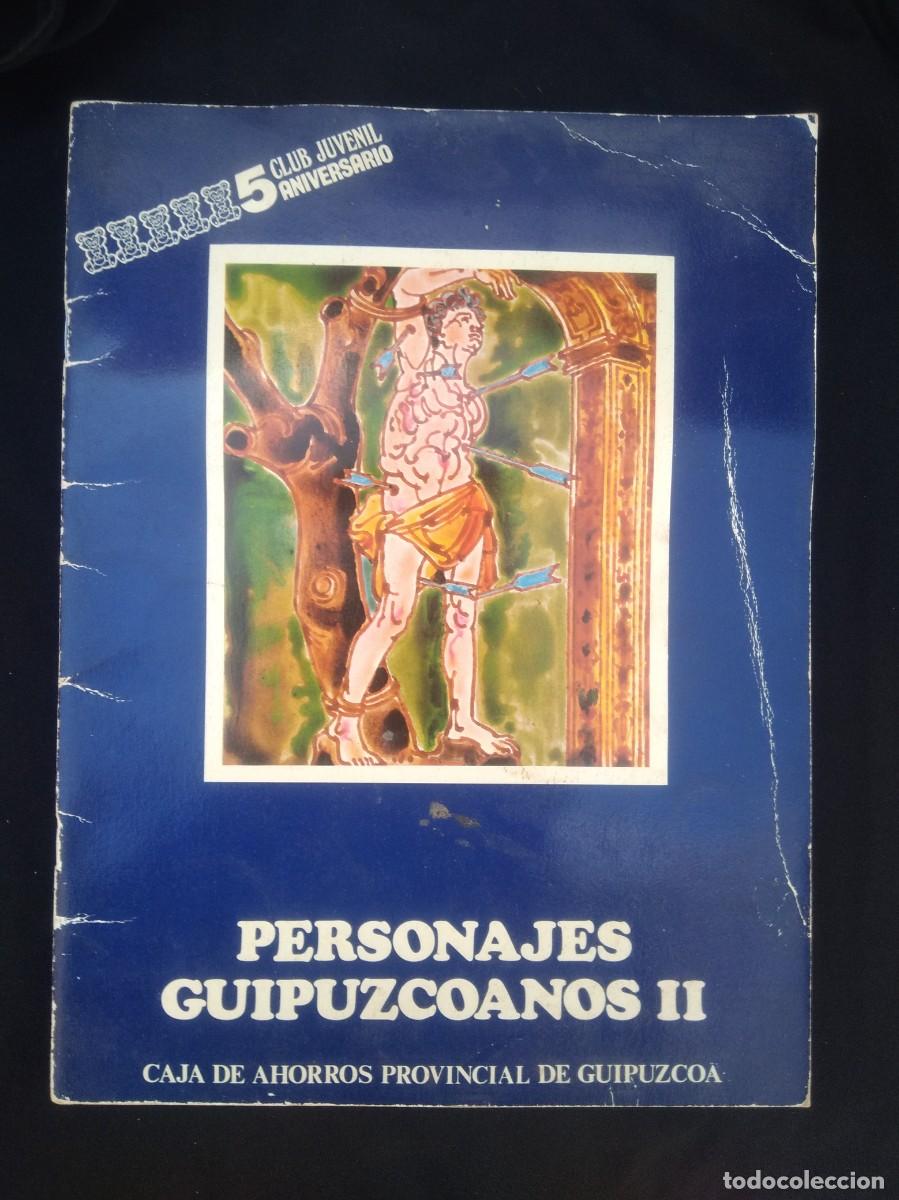 5 CLUB JUVENIL
ANIVERSARIO
PERSONAJES
GUIPUZCOANOS II
CAJA DE AHORROS PROVINCIAL DE GUIPUZCOA
todocoleccion